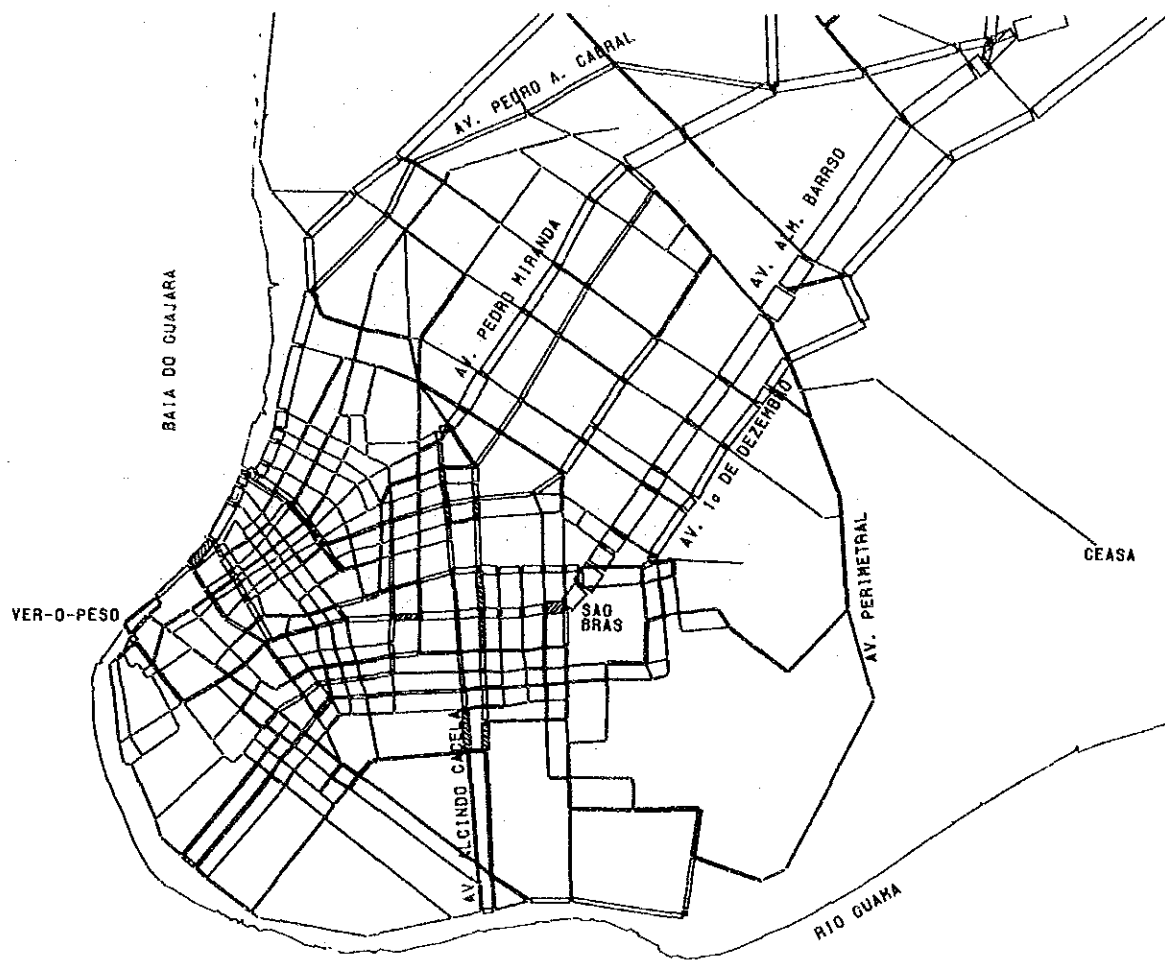 AV. PEDRO A. CABRAL
AV. ALM. BARRSO
AV. PEDRO MIRANDA
BAIA DO GUAJARA
AV. 1º DE DEZEMBRO
CEASA
AV. PERIMETRAL
VER-O-PESO
SAO
BRAS
AV. ALCINDO CACELA
RIO GUAMA